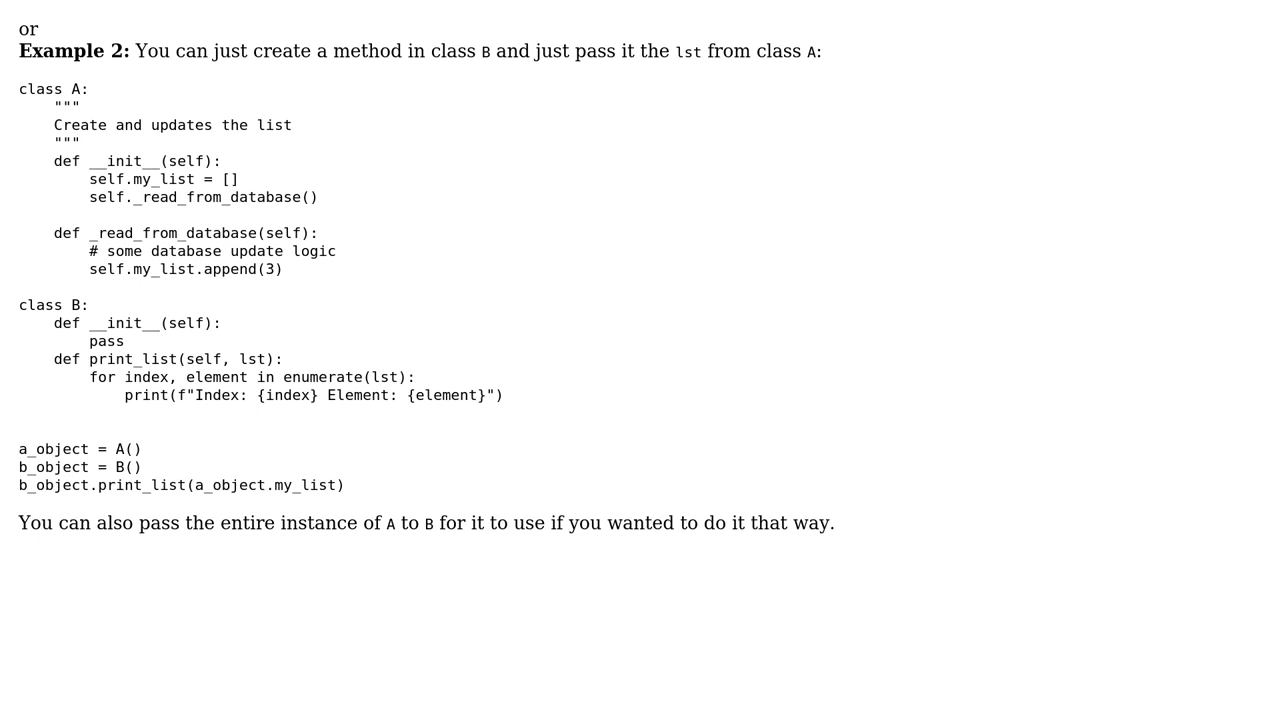 or
Example 2: You can just create a method in class B and just pass it the lst from class A:
class A:
    """
    Create and updates the list
    """
    def __init__(self):
        self.my_list = []
        self._read_from_database()

    def _read_from_database(self):
        # some database update logic
        self.my_list.append(3)

class B:
    def __init__(self):
        pass
    def print_list(self, lst):
        for index, element in enumerate(lst):
            print(f"Index: {index} Element: {element}")


a_object = A()
b_object = B()
b_object.print_list(a_object.my_list)
You can also pass the entire instance of A to B for it to use if you wanted to do it that way.